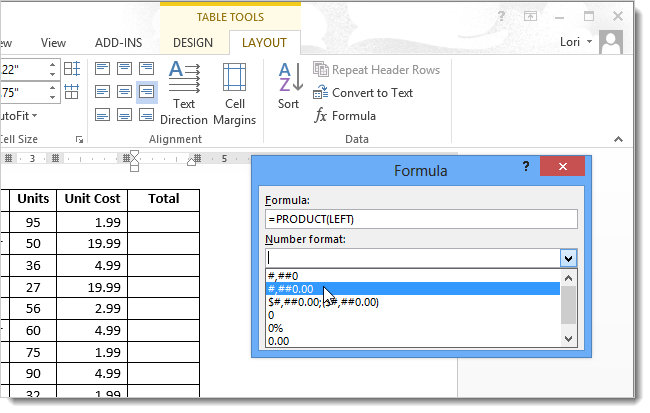 TABLE TOOLS
?
ew View ADD-INS DESIGN LAYOUT Lori
22"
75"
utoFit
Cell Size
Text Direction
Cell Margins
Alignment
Sort
Repeat Header Rows
Convert to Text
fx Formula
Data
3 5
Units Unit Cost Total
95 1.99
50 19.99
36 4.99
27 19.99
56 2.99
60 4.99
75 1.99
90 4.99
32 1.99
Formula ?
Formula:
=PRODUCT(LEFT)
Number format:
#,##0
#,##0.00
$#,##0.00;($#,##0.00)
0
0%
0.00